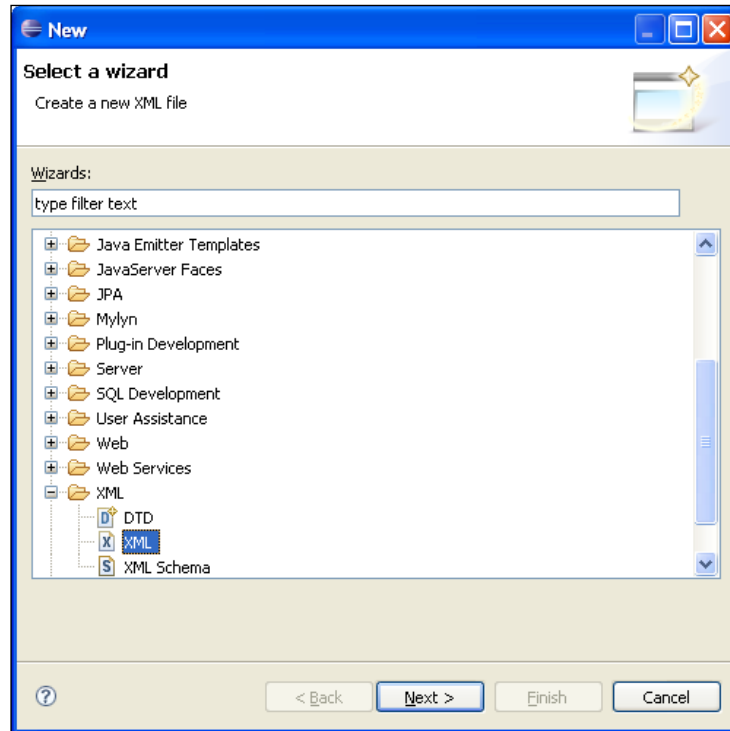 New
Select a wizard
Create a new XML file
Wizards:
type filter text
Java Emitter Templates
JavaServer Faces
JPA
Mylyn
Plug-in Development
Server
SQL Development
User Assistance
Web
Web Services
XML
D DTD
X XML
S XML Schema
? < Back Next > Finish Cancel